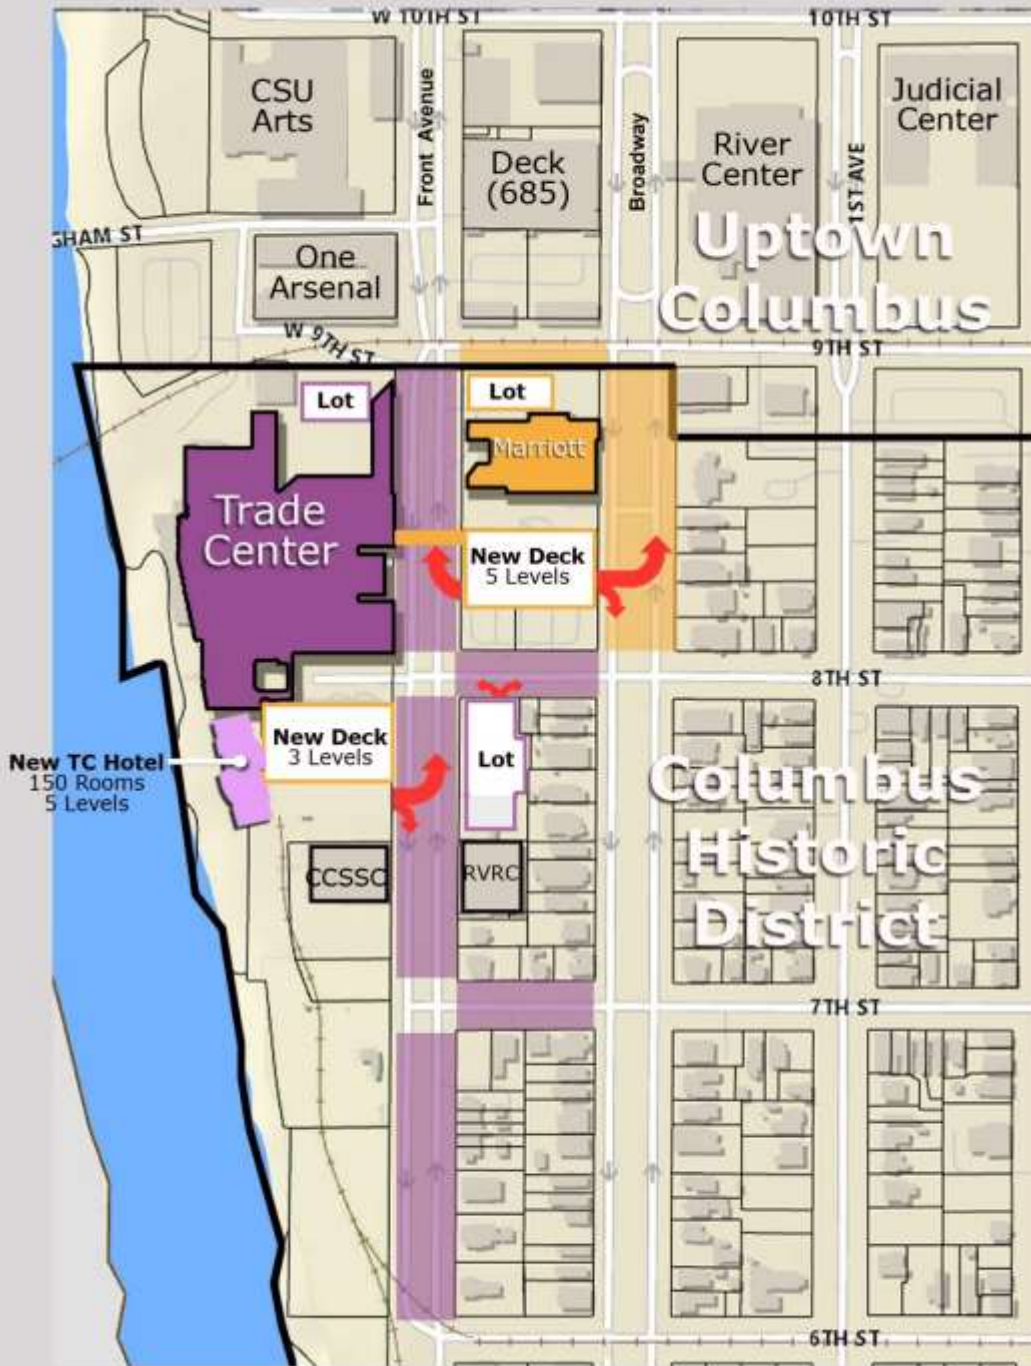 W 10TH ST
10TH ST
CSU
Arts
Front Avenue
Deck
(685)
Broadway
River
Center
1ST AVE
Judicial
Center
GHAM ST
One
Arsenal
Uptown
Columbus
W 9TH ST
9TH ST
Lot
Lot
Marriott
Trade
Center
New Deck
5 Levels
8TH ST
New TC Hotel
150 Rooms
5 Levels
New Deck
3 Levels
Lot
Columbus
Historic
District
CCSSC
RVRC
7TH ST
6TH ST